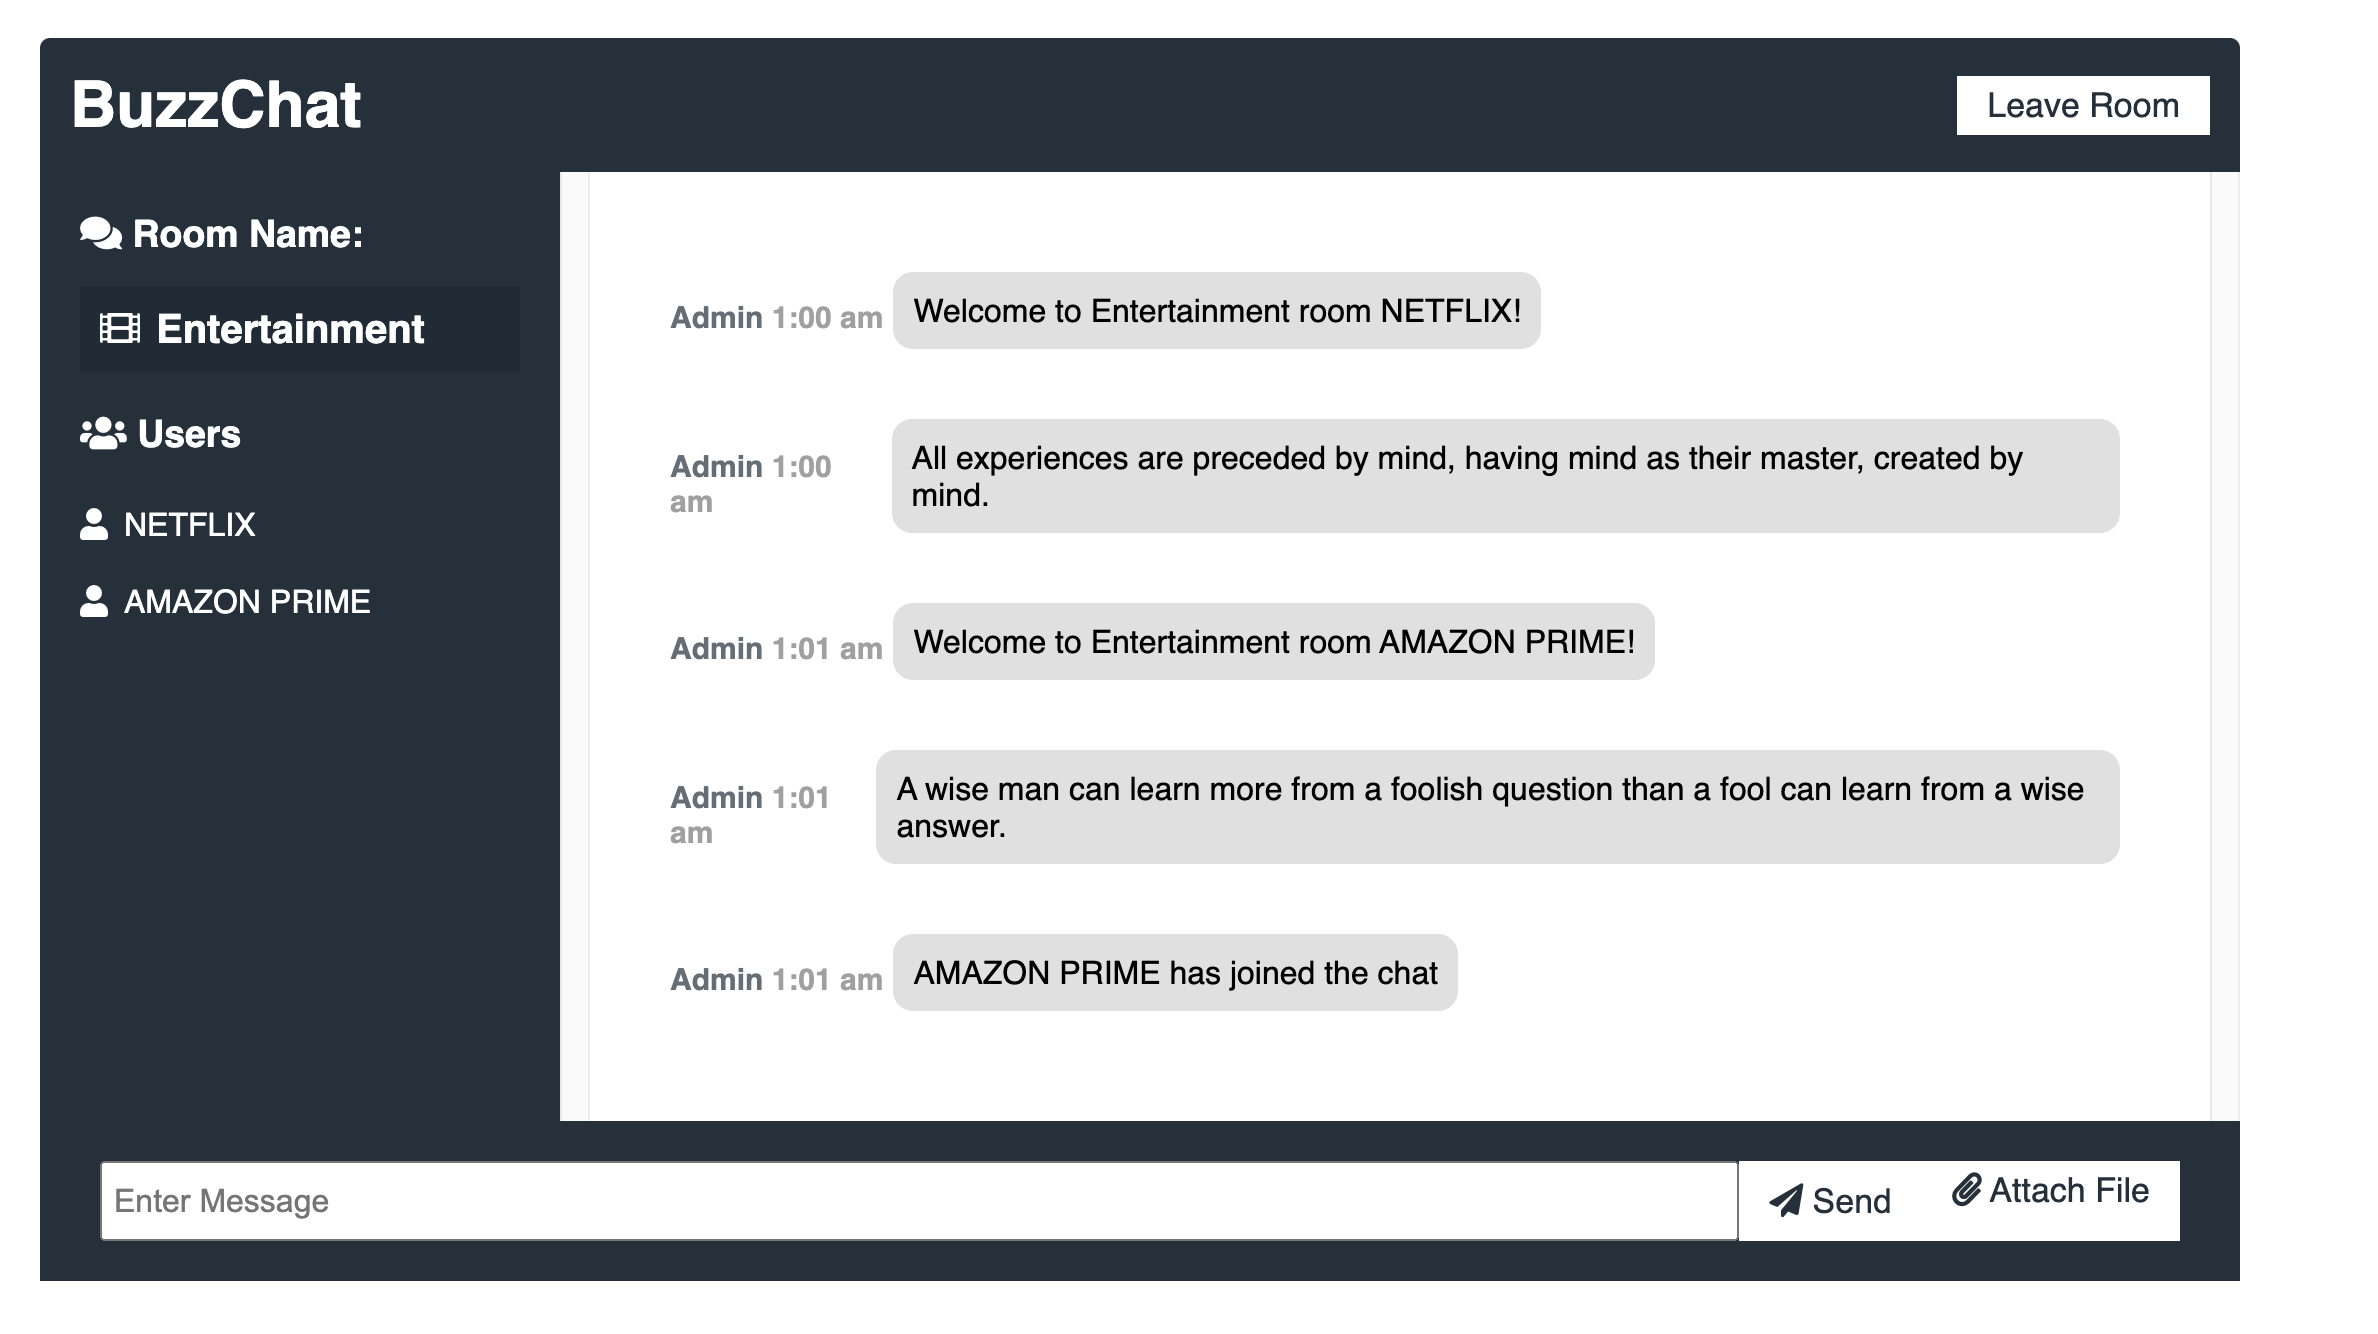 BuzzChat
Leave Room
Room Name:
Entertainment
Users
NETFLIX
AMAZON PRIME
Admin 1:00 am
Welcome to Entertainment room NETFLIX!
Admin 1:00
am
All experiences are preceded by mind, having mind as their master, created by
mind.
Admin 1:01 am
Welcome to Entertainment room AMAZON PRIME!
Admin 1:01
am
A wise man can learn more from a foolish question than a fool can learn from a wise
answer.
Admin 1:01 am
AMAZON PRIME has joined the chat
Enter Message
Send
Attach File